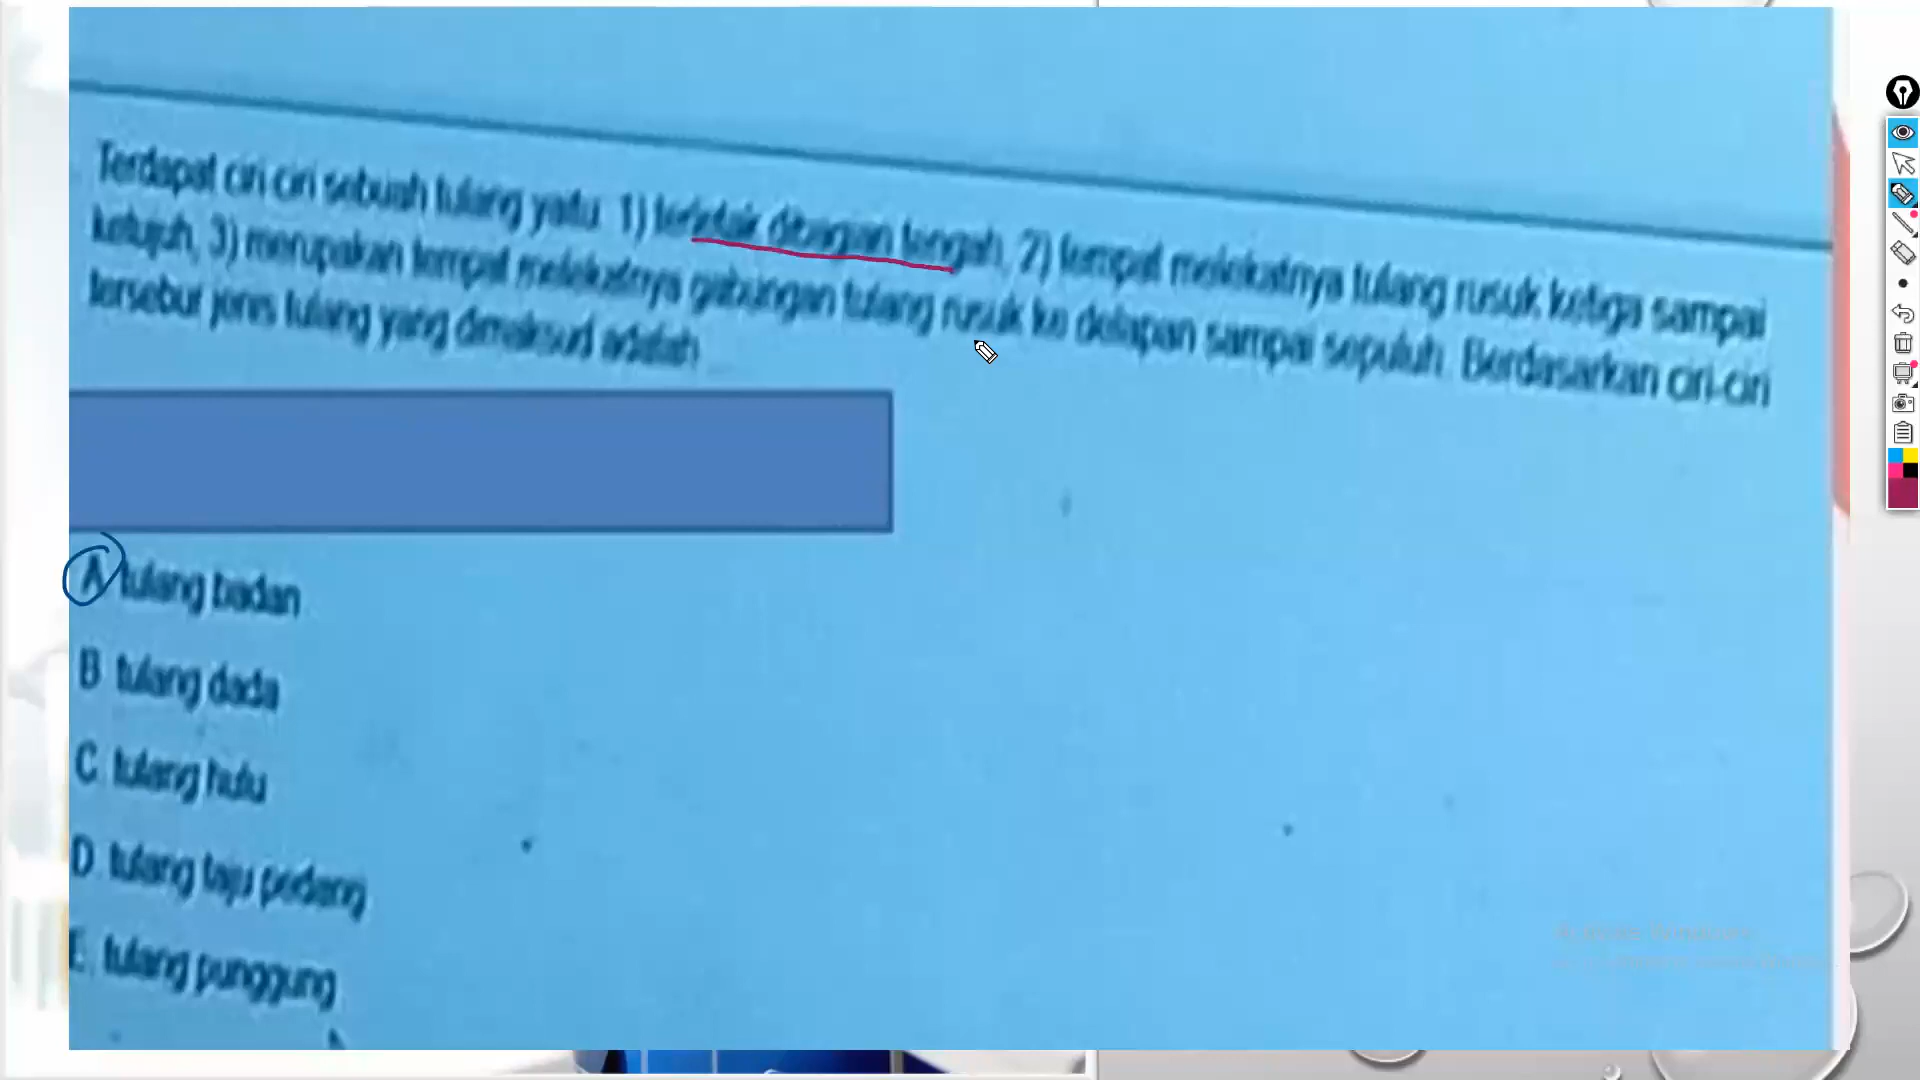 Terdapat ciri ciri sebuah tulang yaitu 1) terletak dibagian tengah, 2) tempat melekatnya tulang rusuk ketiga sampai
ketujuh, 3) merupakan tempat melekatnya gabungan tulang rusuk ke delapan sampai sepuluh. Berdasarkan ciri-ciri
tersebut jenis tulang yang dimaksud adalah
A tulang badan
B tulang dada
C. tulang hulu
D. tulang taju pedang
E. tulang punggung
Activate Windows